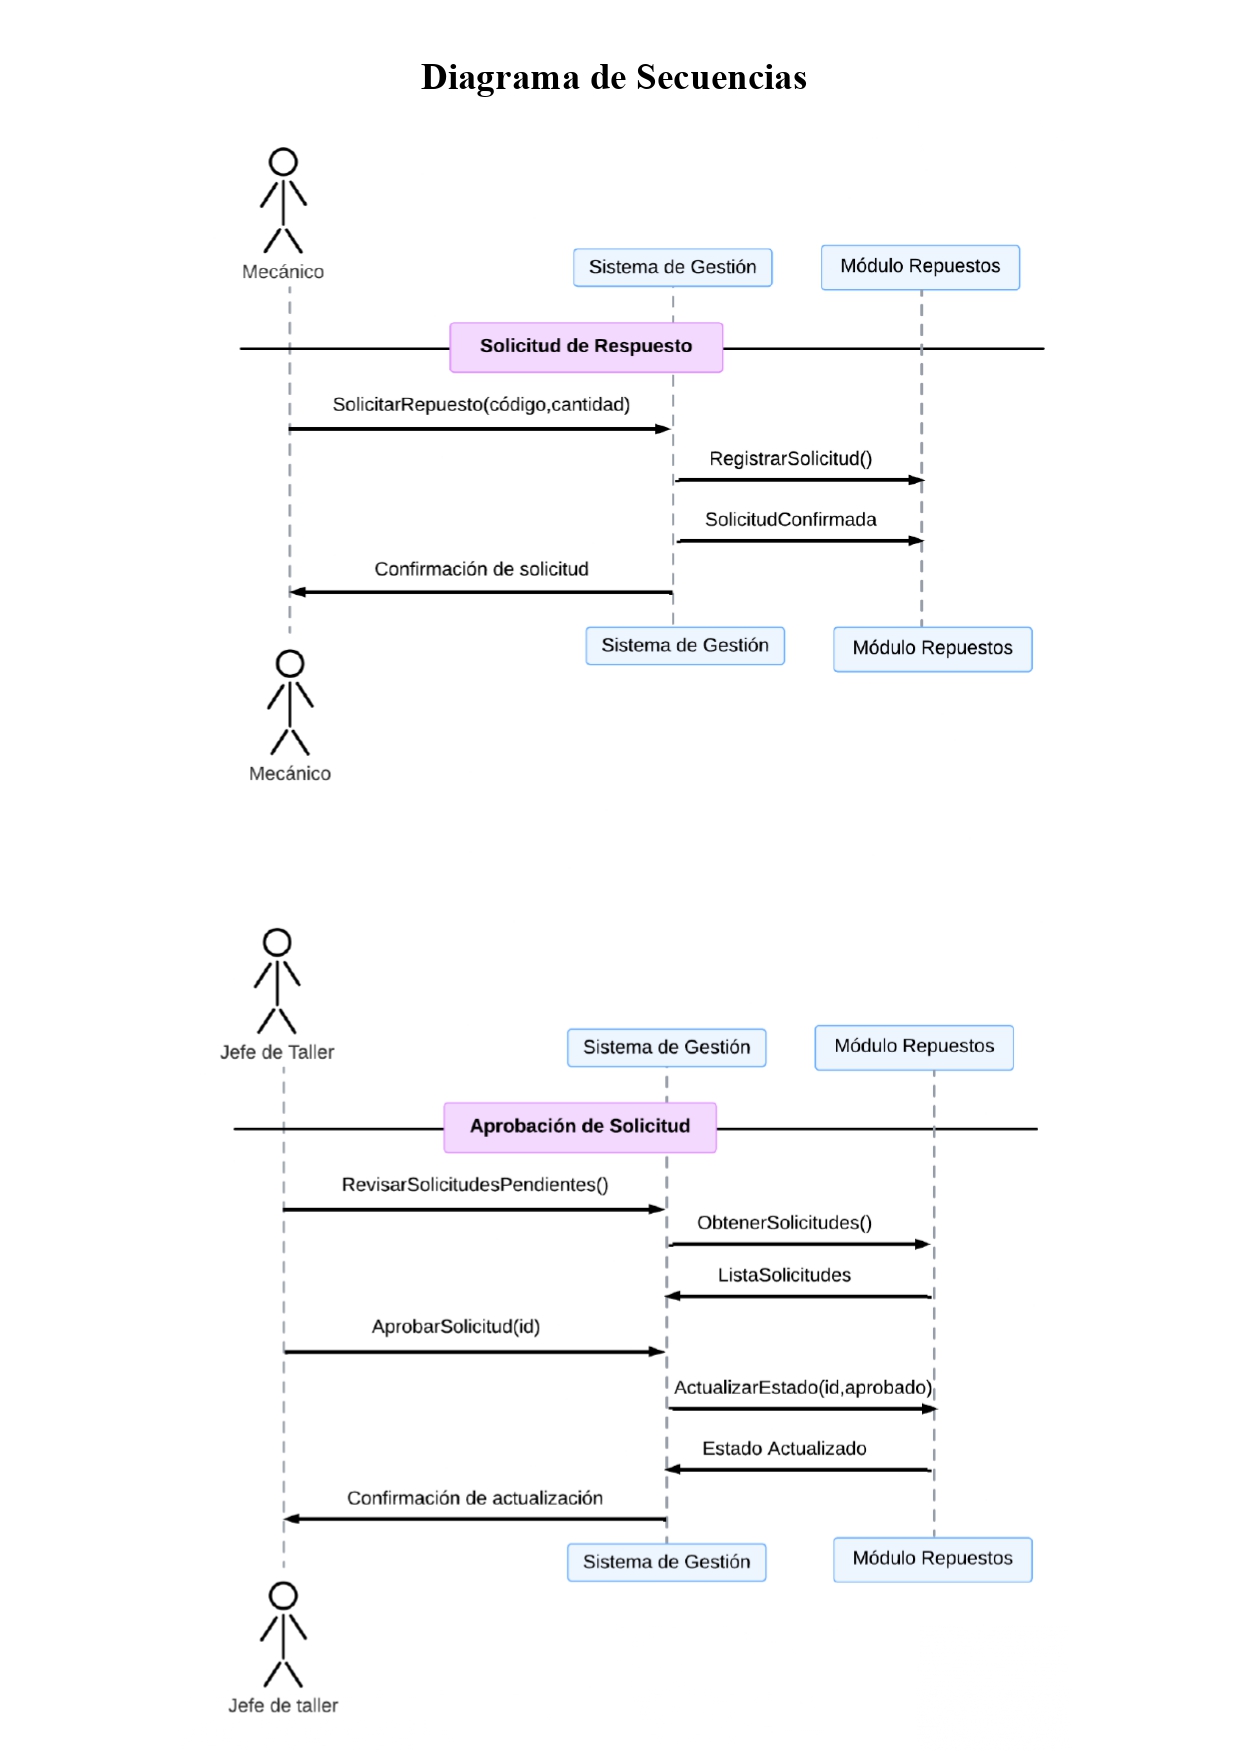 Diagrama de Secuencias
Mecánico
Sistema de Gestión
Módulo Repuestos
Solicitud de Respuesto
SolicitarRepuesto(código,cantidad)
RegistrarSolicitud()
SolicitudConfirmada
Confirmación de solicitud
Sistema de Gestión
Módulo Repuestos
Mecánico
Jefe de Taller
Sistema de Gestión
Módulo Repuestos
Aprobación de Solicitud
RevisarSolicitudesPendientes()
ObtenerSolicitudes()
ListaSolicitudes
AprobarSolicitud(id)
ActualizarEstado(id,aprobado)
Estado Actualizado
Confirmación de actualización
Sistema de Gestión
Módulo Repuestos
Jefe de taller